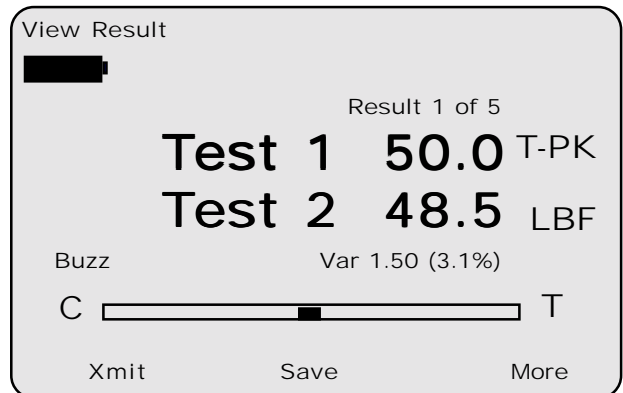 View Result
Result 1 of 5
Test 1 50.0 T-PK
Test 2 48.5 LBF
Buzz Var 1.50 (3.1%)
C T
Xmit Save More